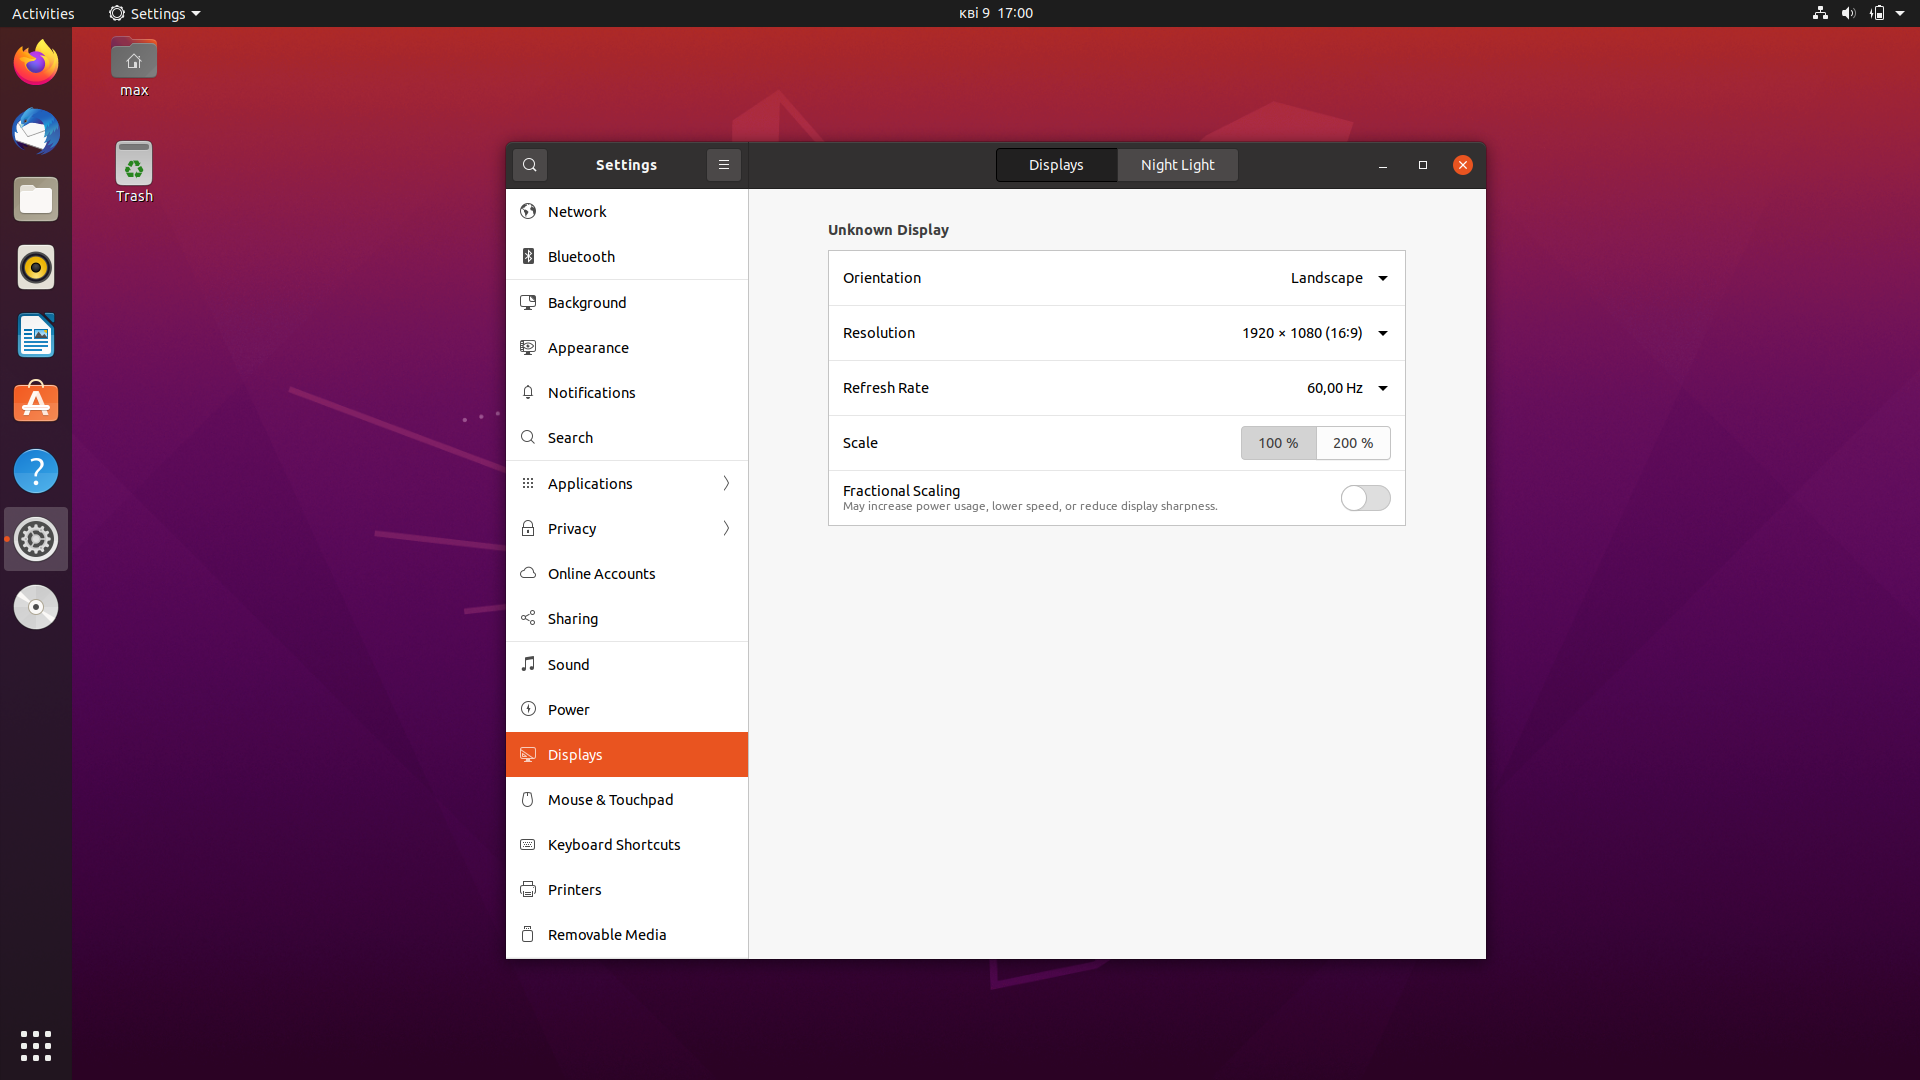 Activities
Settings
кві 9 17:00
max
Trash
Settings
Displays
Night Light
Network
Bluetooth
Background
Appearance
Notifications
Search
Applications
Privacy
Online Accounts
Sharing
Sound
Power
Displays
Mouse & Touchpad
Keyboard Shortcuts
Printers
Removable Media
Unknown Display
Orientation
Landscape
Resolution
1920 × 1080 (16:9)
Refresh Rate
60,00 Hz
Scale
100 %
200 %
Fractional Scaling
May increase power usage, lower speed, or reduce display sharpness.